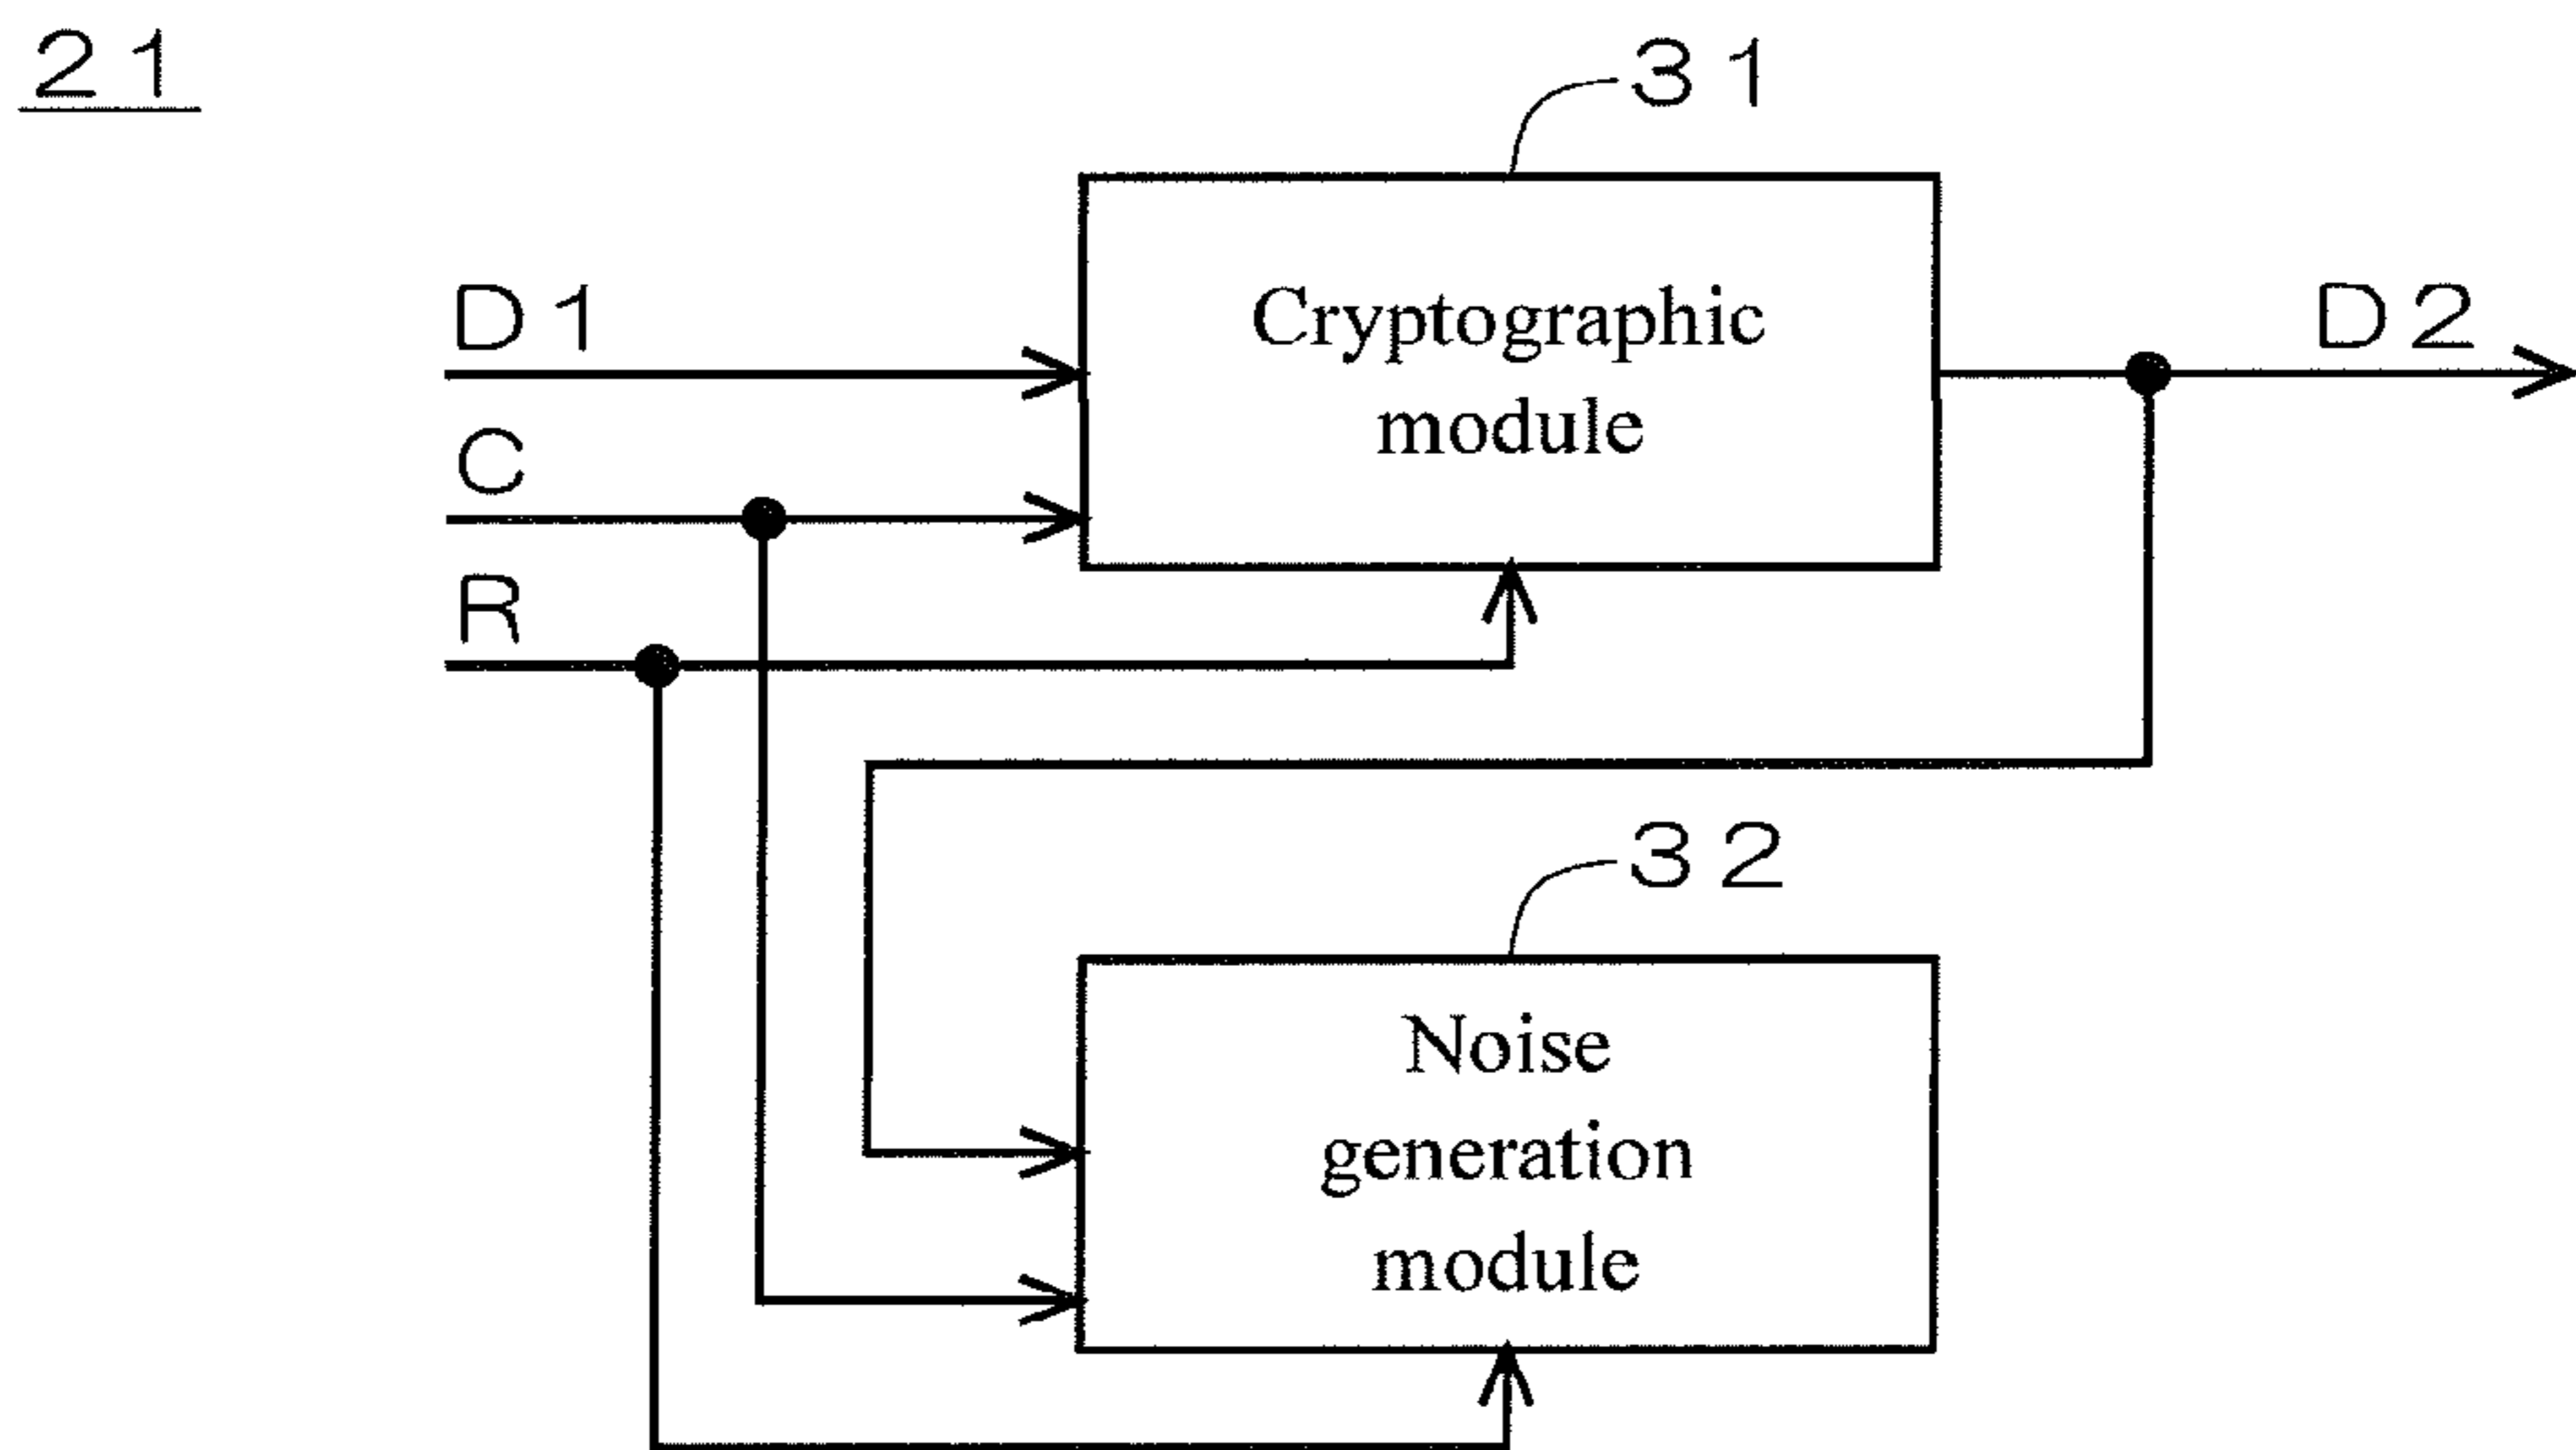 21
31
D1
Cryptographic
module
D2
C
R
32
Noise
generation
module